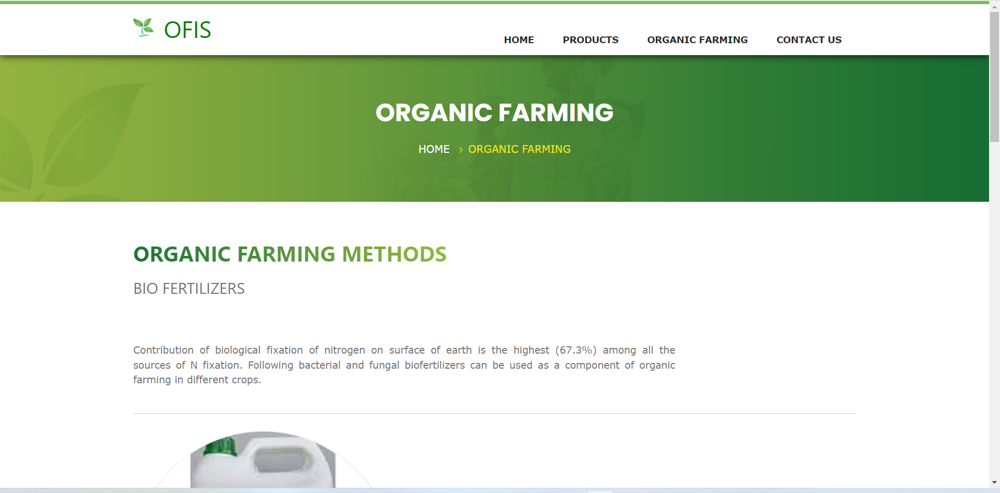 OFIS
HOME PRODUCTS ORGANIC FARMING CONTACT US
ORGANIC FARMING
HOME › ORGANIC FARMING
ORGANIC FARMING METHODS
BIO FERTILIZERS
Contribution of biological fixation of nitrogen on surface of earth is the highest (67.3%) among all the
sources of N fixation. Following bacterial and fungal biofertilizers can be used as a component of organic
farming in different crops.